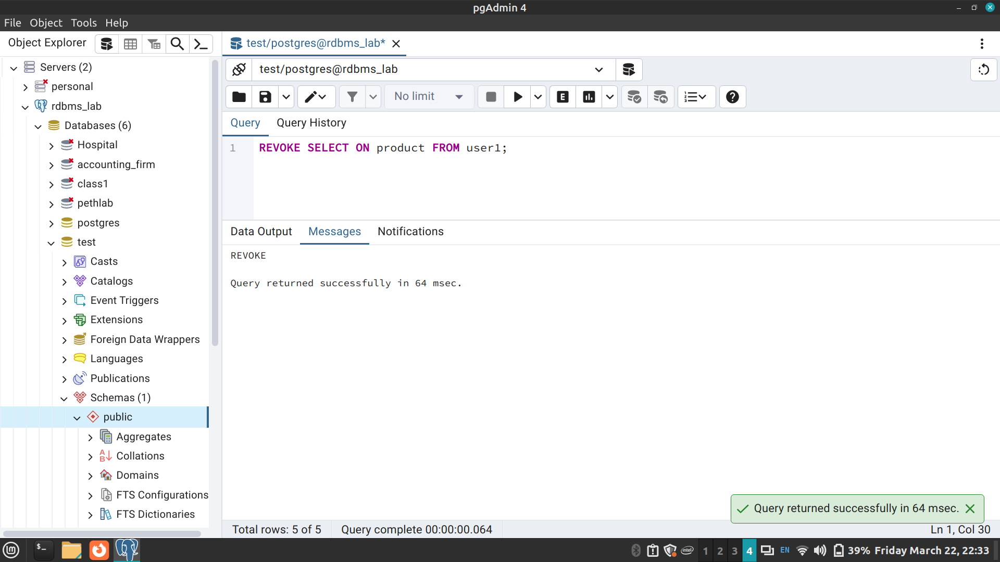 pgAdmin 4
File Object Tools Help
Object Explorer
test/postgres@rdbms_lab*
Servers (2)
personal
rdbms_lab
Databases (6)
Hospital
accounting_firm
class1
pethlab
postgres
test
Casts
Catalogs
Event Triggers
Extensions
Foreign Data Wrappers
Languages
Publications
Schemas (1)
public
Aggregates
Collations
Domains
FTS Configurations
FTS Dictionaries
test/postgres@rdbms_lab
No limit
Query Query History
1 REVOKE SELECT ON product FROM user1;
Data Output Messages Notifications
REVOKE
Query returned successfully in 64 msec.
Query returned successfully in 64 msec.
Total rows: 5 of 5 Query complete 00:00:00.064 Ln 1, Col 30
1 2 3 4 EN 39% Friday March 22, 22:33